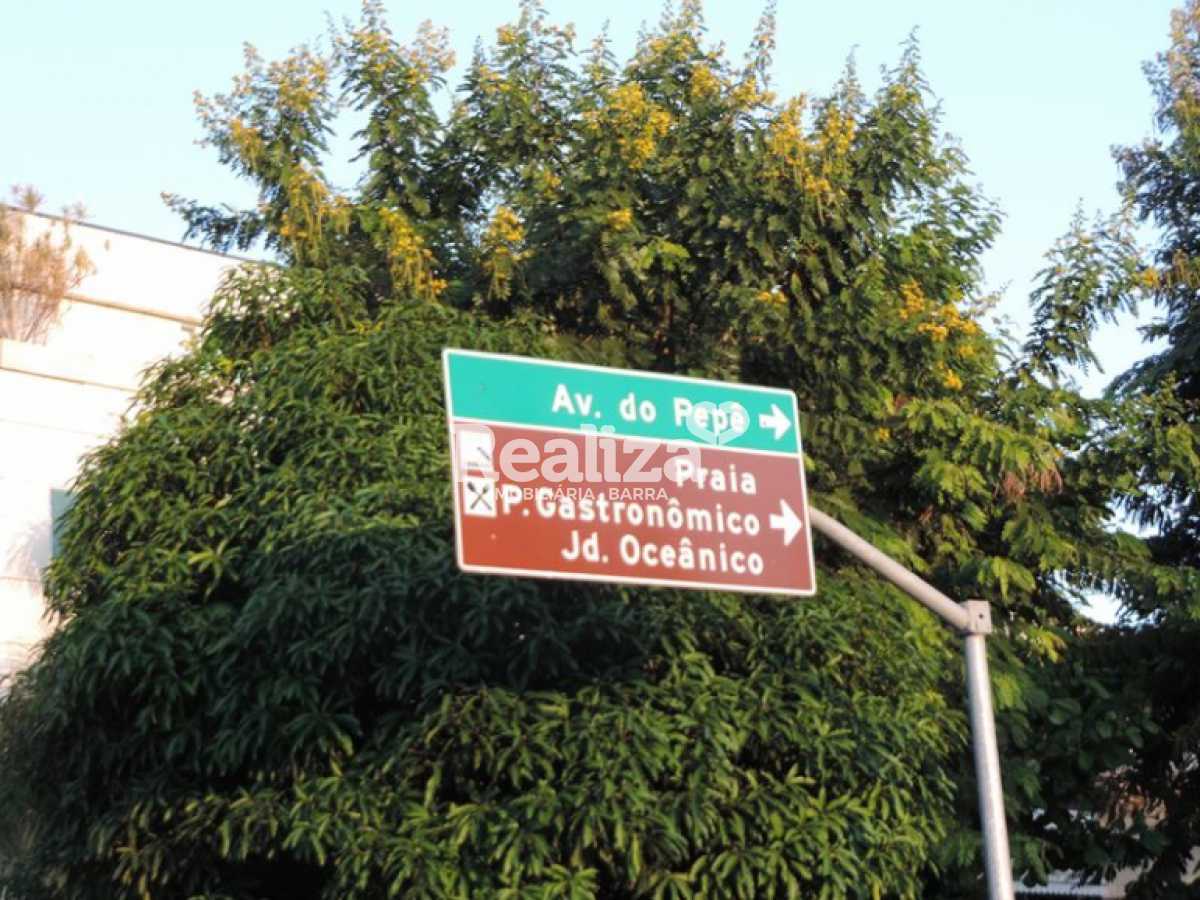 Av. do Pepê
Realiza
Praia
IMOBILIÁRIA BARRA
P. Gastronômico
Jd. Oceânico